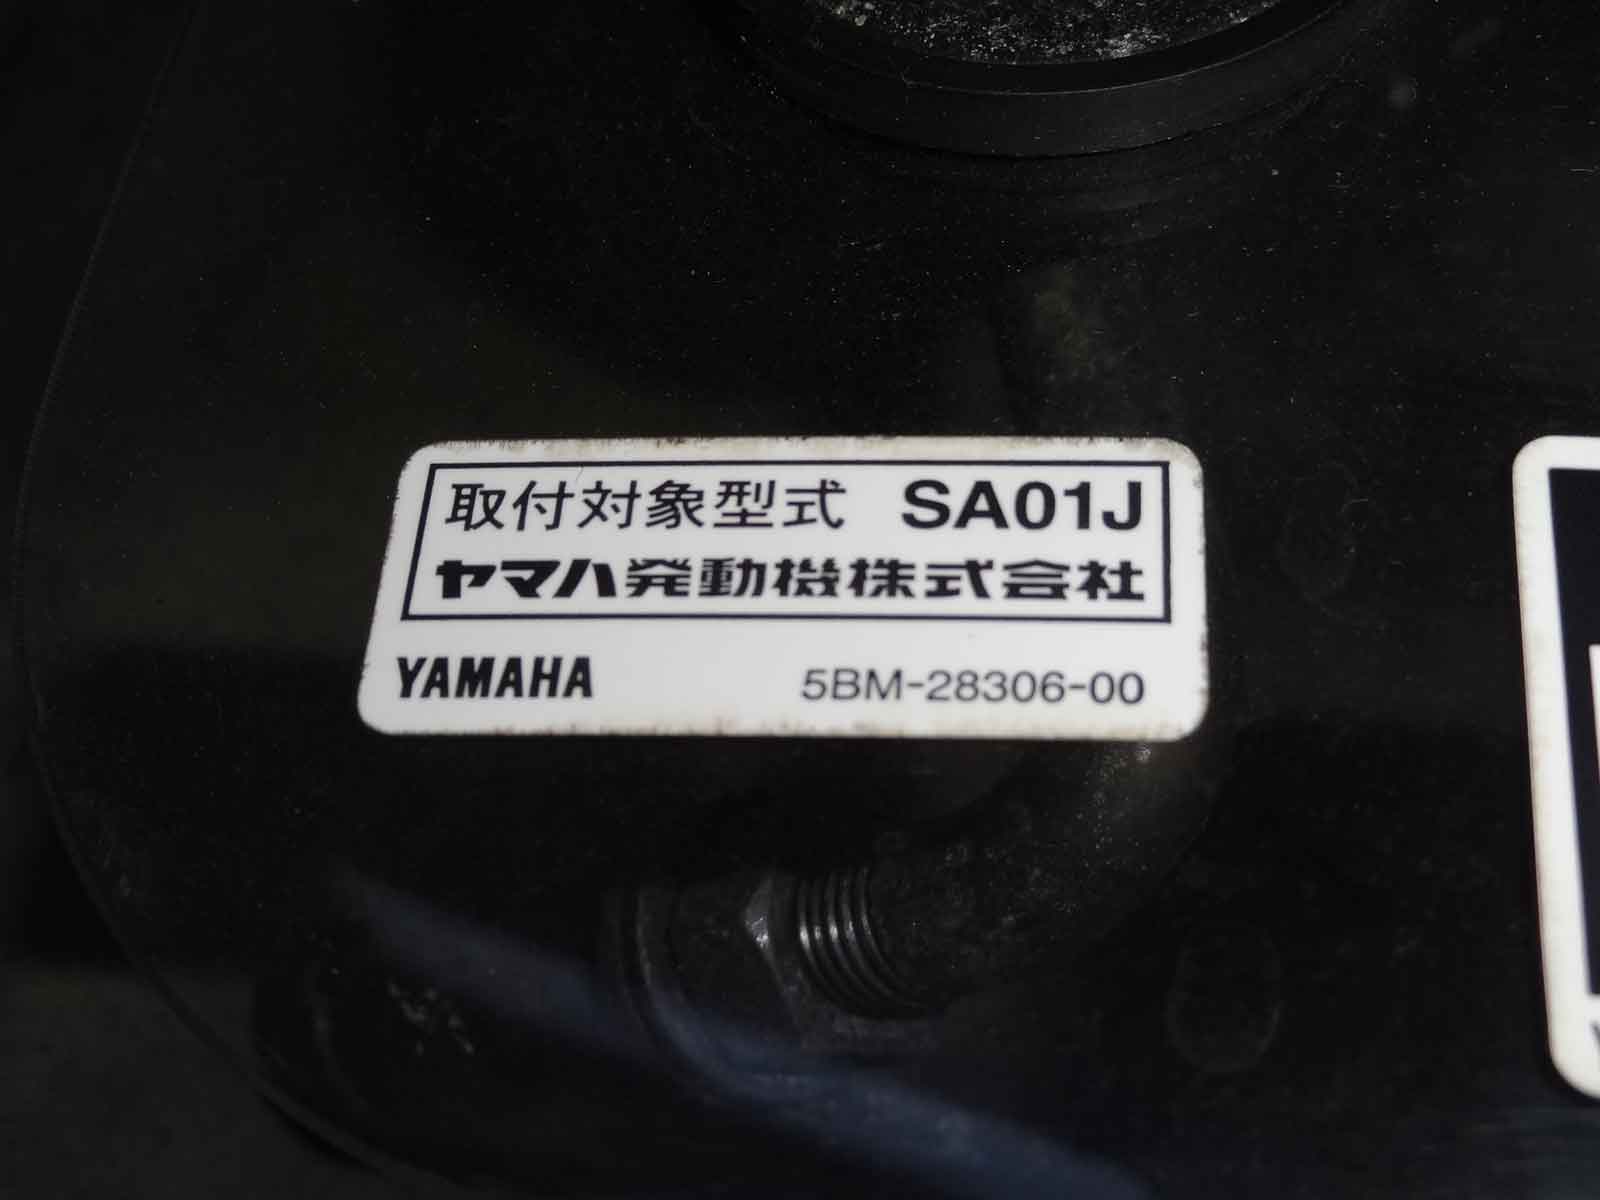 取付対象型式 SA01J
ヤマハ発動機株式会社
YAMAHA 5BM-28306-00